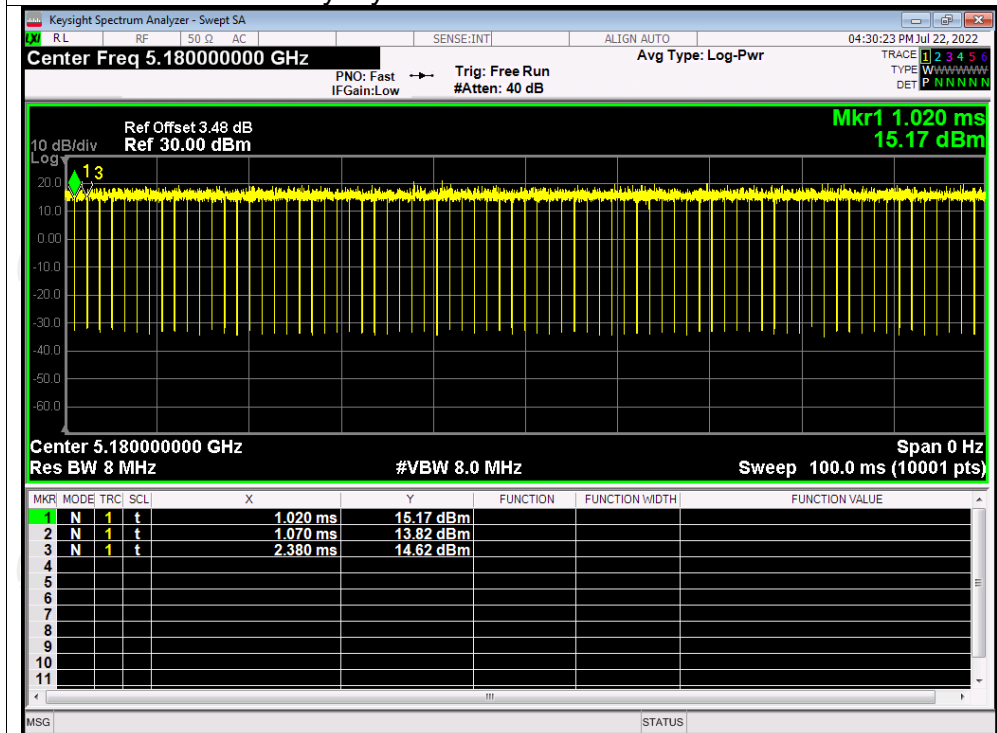 Keysight Spectrum Analyzer - Swept SA
LXI RL RF 50 Ω AC SENSE:INT ALIGN AUTO 04:30:23 PM Jul 22, 2022
Center Freq 5.180000000 GHz Avg Type: Log-Pwr TRACE 1 2 3 4 5 6
PNO: Fast Trig: Free Run TYPE WWWWWW
IFGain:Low #Atten: 40 dB DET P N N N N N
Mkr1 1.020 ms
Ref Offset 3.48 dB
10 dB/div Ref 30.00 dBm 15.17 dBm
Log
1 3
20.0
10.0
0.00
-10.0
-20.0
-30.0
-40.0
-50.0
-60.0
Center 5.180000000 GHz Span 0 Hz
Res BW 8 MHz #VBW 8.0 MHz Sweep 100.0 ms (10001 pts)
MKR MODE TRC SCL X Y FUNCTION FUNCTION WIDTH FUNCTION VALUE
1 N 1 t 1.020 ms 15.17 dBm
2 N 1 t 1.070 ms 13.82 dBm
3 N 1 t 2.380 ms 14.62 dBm
4
5
6
7
8
9
10
11
MSG STATUS